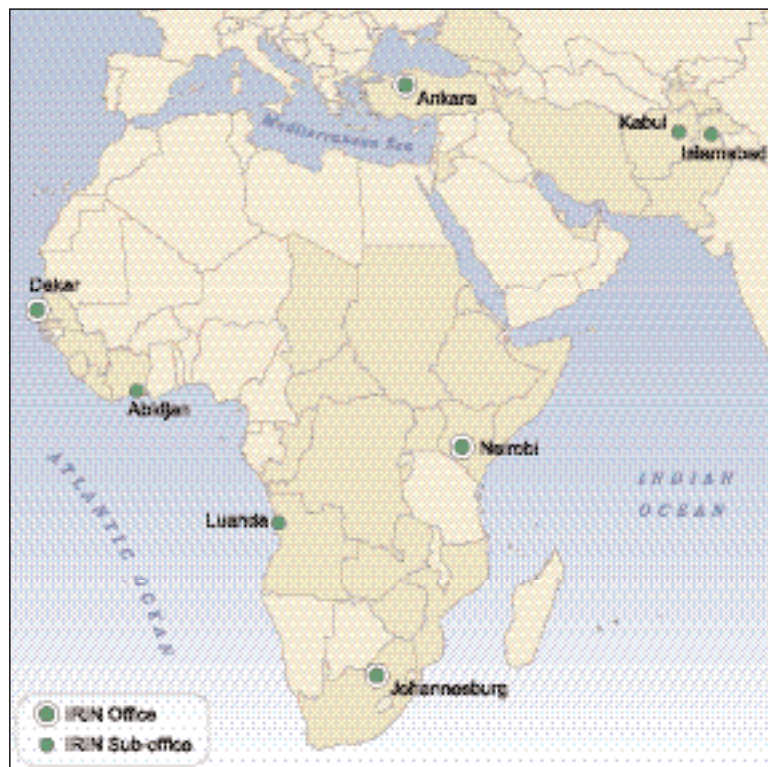 Ankara
Mediterranean Sea
Kabul
Islamabad
Dakar
Abidjan
Nairobi
ATLANTIC OCEAN
INDIAN
OCEAN
Luanda
Johannesburg
IRIN Office
IRIN Sub-office